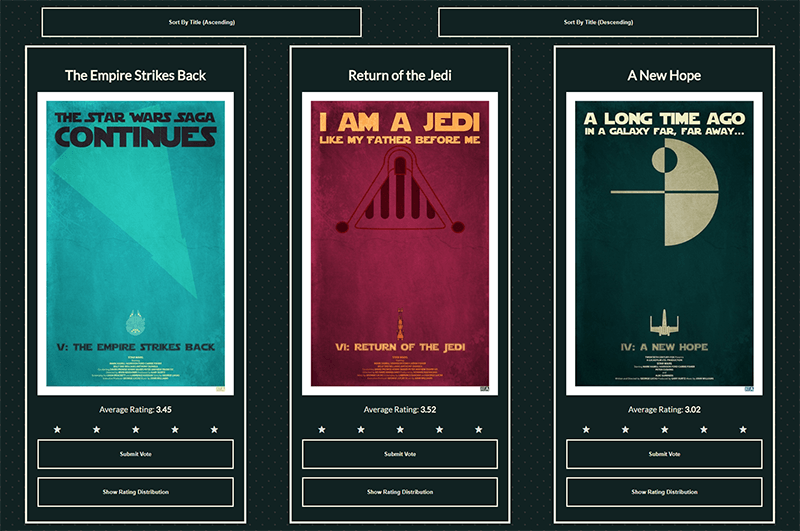 Sort By Title (Ascending)
Sort By Title (Descending)
The Empire Strikes Back
THE STAR WARS SAGA
CONTINUES
V: THE EMPIRE STRIKES BACK
Average Rating: 3.45
Submit Vote
Show Rating Distribution
Return of the Jedi
I AM A JEDI
LIKE MY FATHER BEFORE ME
VI: RETURN OF THE JEDI
Average Rating: 3.52
Submit Vote
Show Rating Distribution
A New Hope
A LONG TIME AGO
IN A GALAXY FAR, FAR AWAY...
IV: A NEW HOPE
Average Rating: 3.02
Submit Vote
Show Rating Distribution